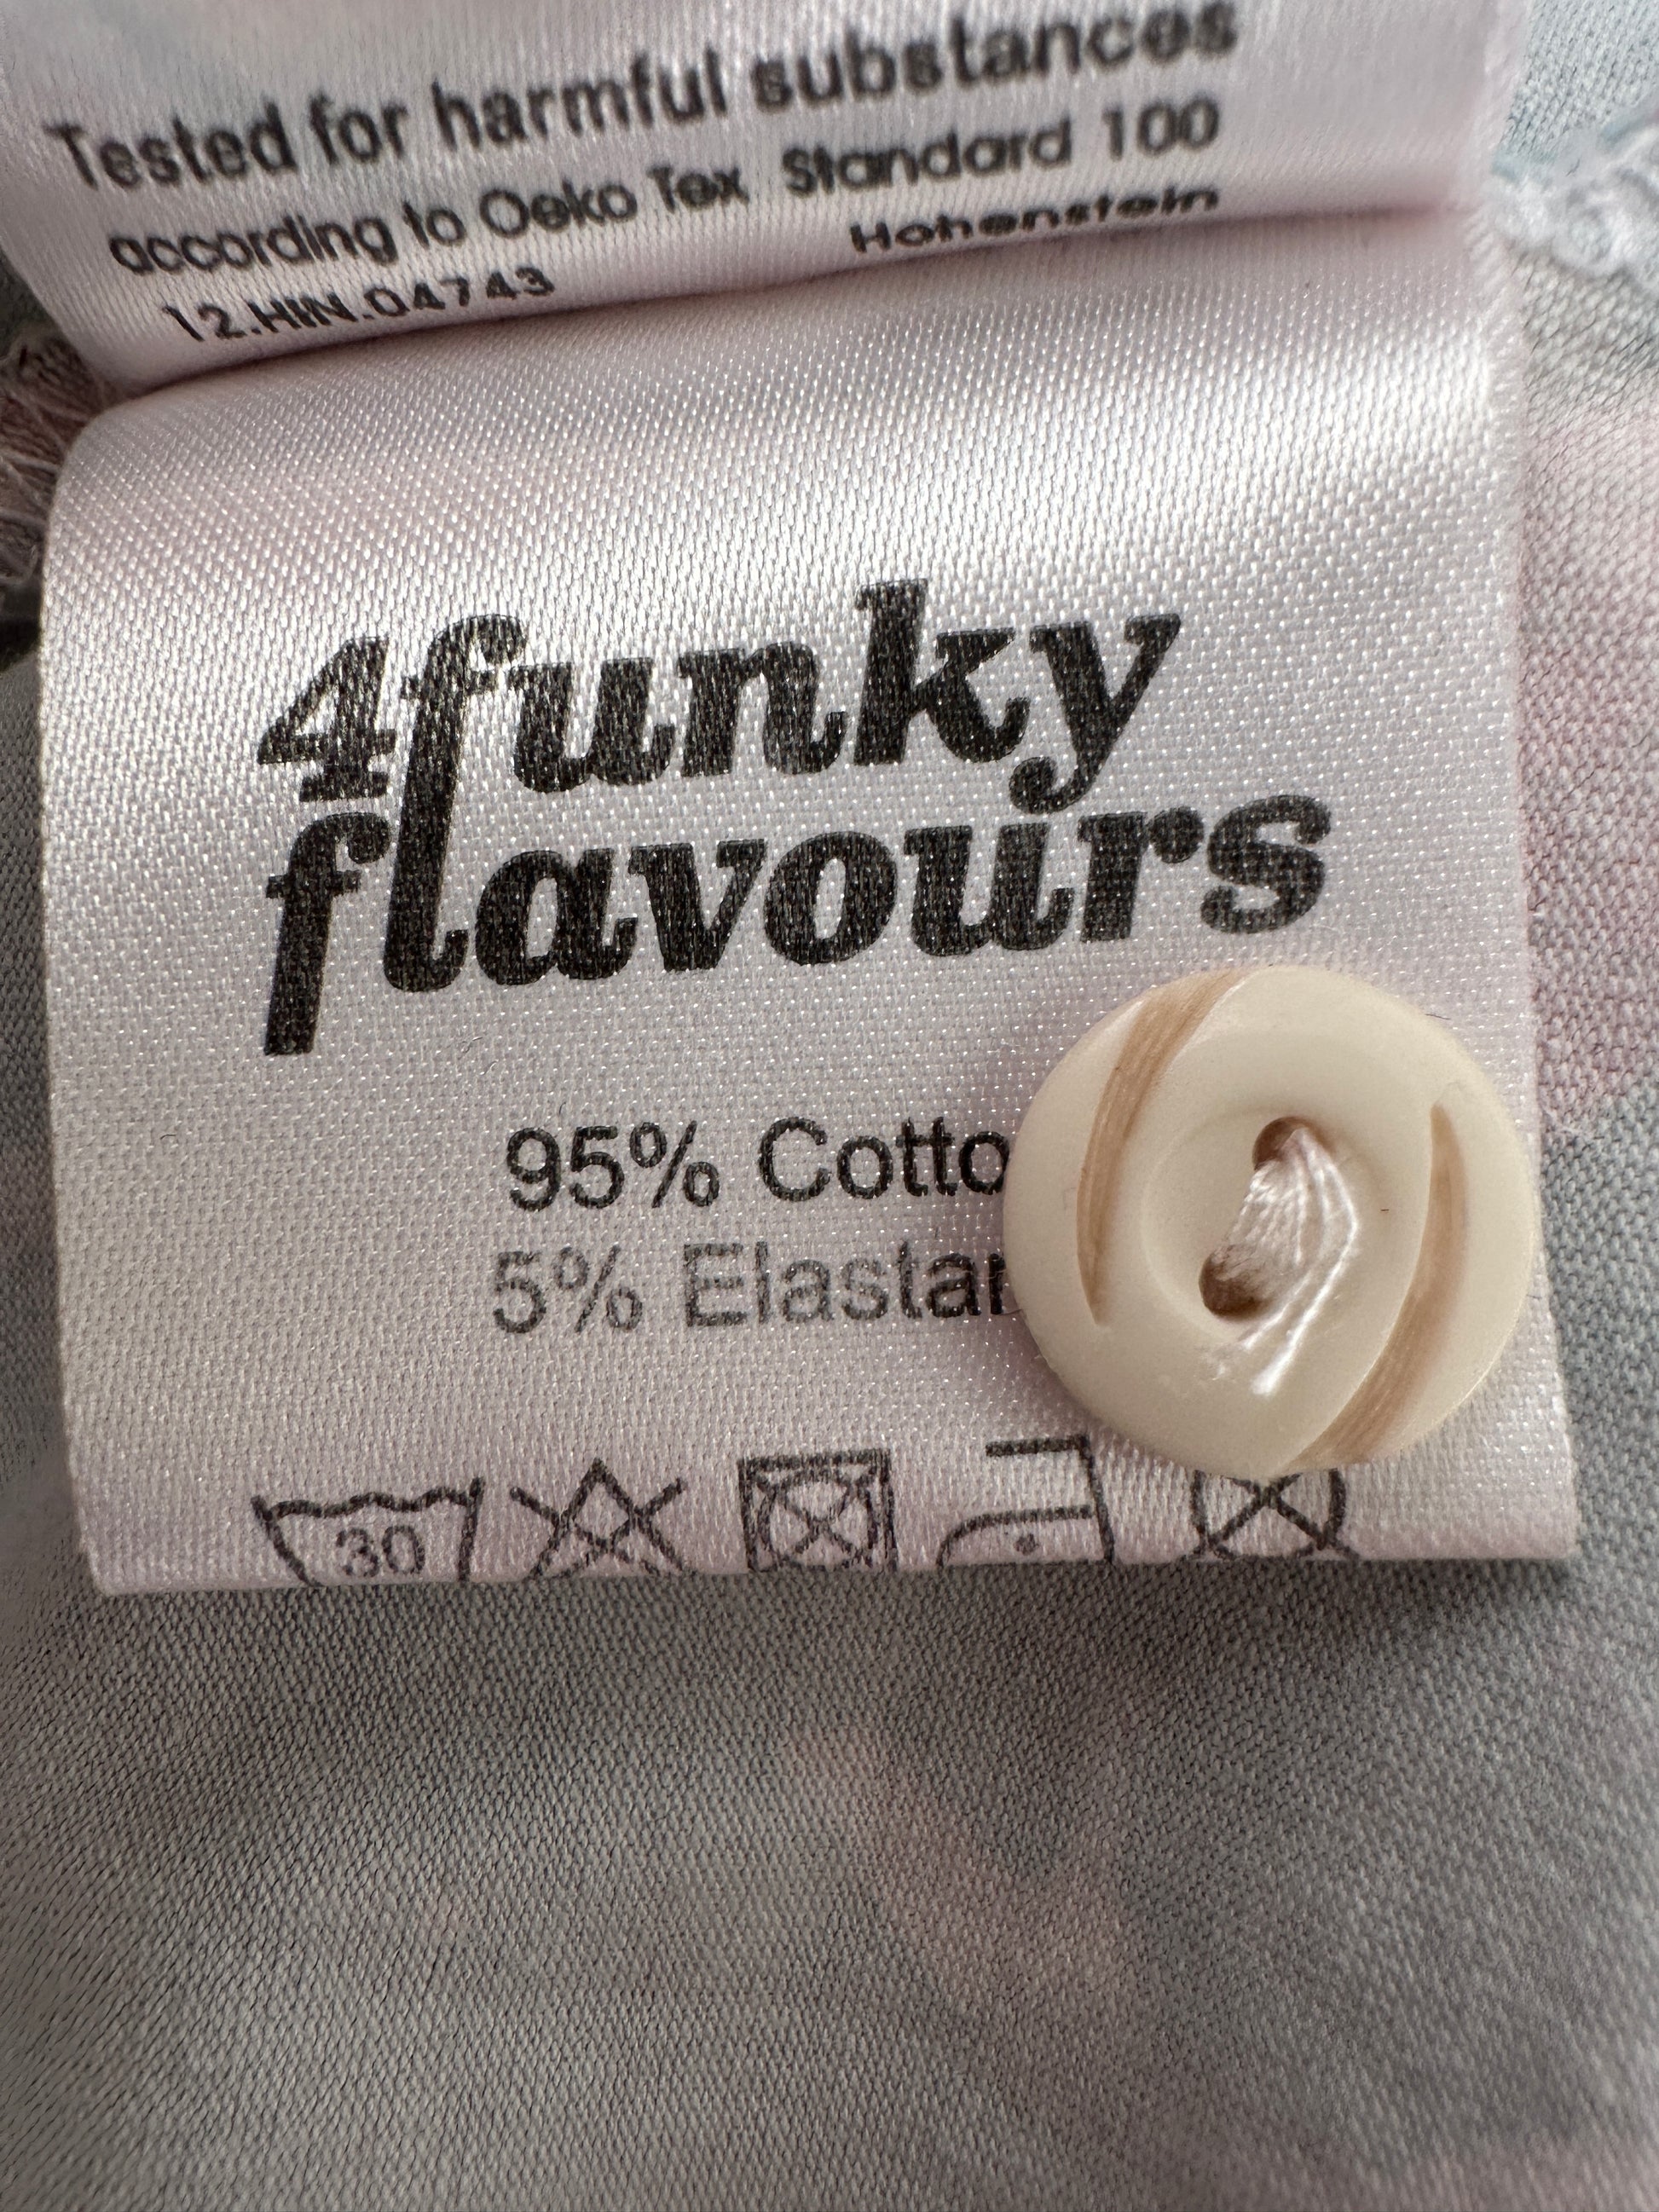 Tested for harmful substances
according to Oeko Tex Standard 100
12.HIN.04743 Hohenstein
4funky
flavours
95% Cotto
5% Elasta
30